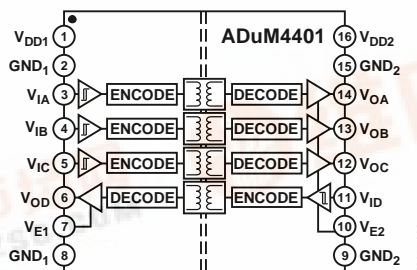 VDD1 1 ADuM4401 16 VDD2
GND1 2 15 GND2
VIA 3 ENCODE DECODE 14 VOA
VIB 4 ENCODE DECODE 13 VOB
VIC 5 ENCODE DECODE 12 VOC
VOD 6 DECODE ENCODE 11 VID
VE1 7 10 VE2
GND1 8 9 GND2